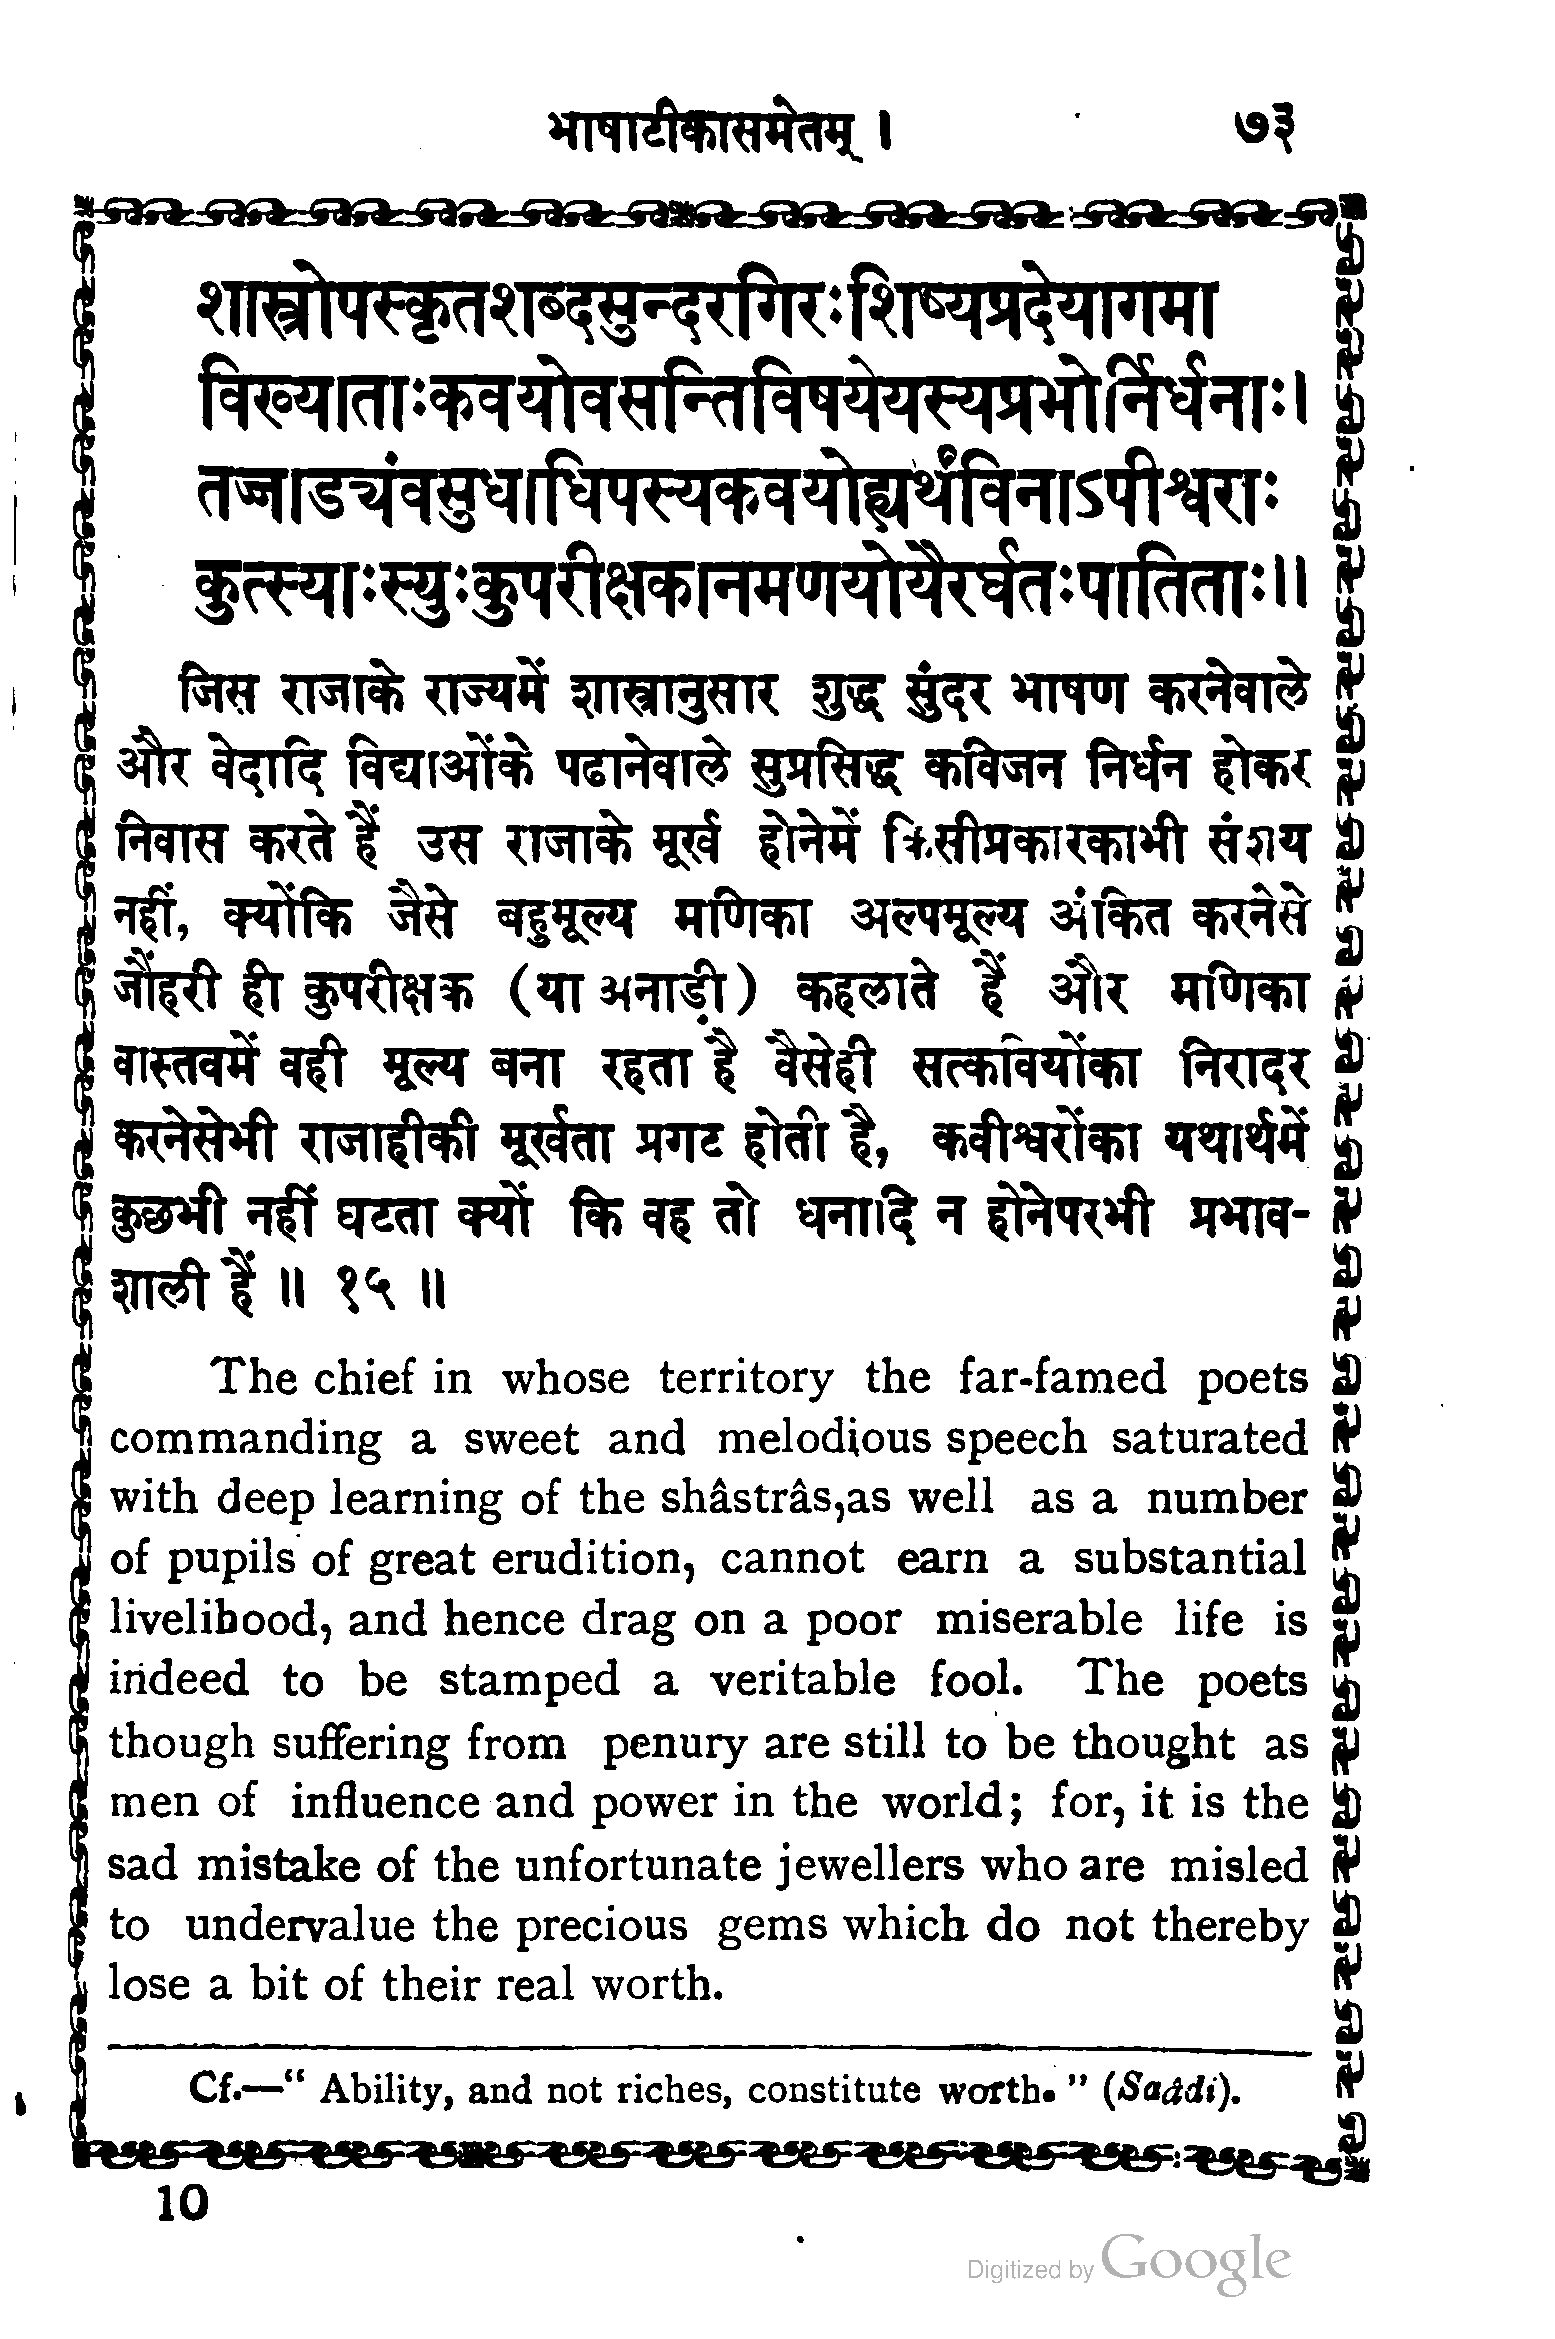 भाषाटीकासमेतम् । ७३
शास्त्रोपस्कृतशब्दसुन्दरगिरःशिष्यप्रदेयागमा
विख्याताःकवयोवसन्तिविषयेयस्यप्रभोर्निर्धनाः।
तज्जाड्यंवसुधाधिपस्यकवयोह्यर्थंविनाऽपीश्वराः
कुत्स्याःस्युःकुपरीक्षकानमणयोयैरर्घतःपातिताः॥
जिस राजाके राज्यमें शास्त्रानुसार शुद्ध सुंदर भाषण करनेवाले
और वेदादि विद्याओंके पढानेवाले सुप्रसिद्ध कविजन निर्धन होकर
निवास करते हैं उस राजाके मूर्ख होनेमें किसीप्रकारकाभी संशय
नहीं, क्योंकि जैसे बहुमूल्य मणिका अल्पमूल्य अंकित करनेसे
जौंहरी ही कुपरीक्षक (या अनाड़ी) कहलाते हैं और मणिका
वास्तवमें वही मूल्य बना रहता है वैसेही सत्कवियोंका निरादर
करनेसेभी राजाहीकी मूर्खता प्रगट होती है, कवीश्वरोंका यथार्थमें
कुछभी नहीं घटता क्यों कि वह तो धनादि न होनेपरभी प्रभाव-
शाली हैं ॥ १५ ॥
The chief in whose territory the far-famed poets
commanding a sweet and melodious speech saturated
with deep learning of the shâstrâs,as well as a number
of pupils of great erudition, cannot earn a substantial
livelihood, and hence drag on a poor miserable life is
indeed to be stamped a veritable fool. The poets
though suffering from penury are still to be thought as
men of influence and power in the world; for, it is the
sad mistake of the unfortunate jewellers who are misled
to undervalue the precious gems which do not thereby
lose a bit of their real worth.
Cf.—“ Ability, and not riches, constitute worth. ” (Saâdi).
10
Digitized by Google